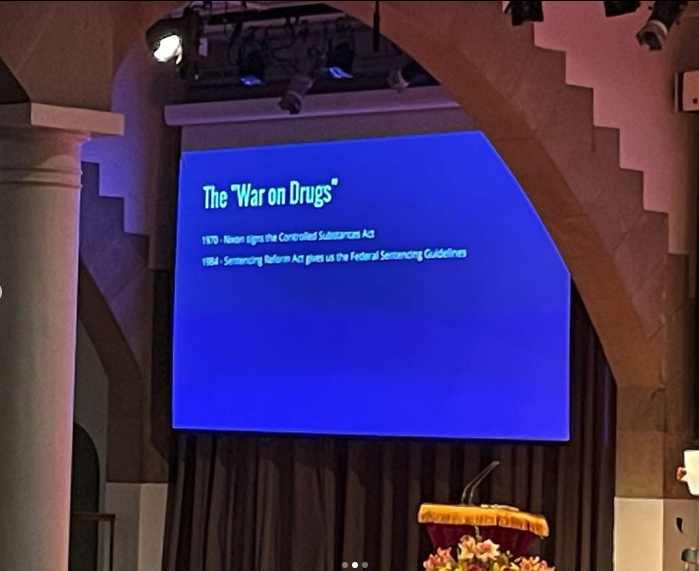 The "War on Drugs"
1970 - Nixon signs the Controlled Substances Act
1984 - Sentencing Reform Act gives us the Federal Sentencing Guidelines